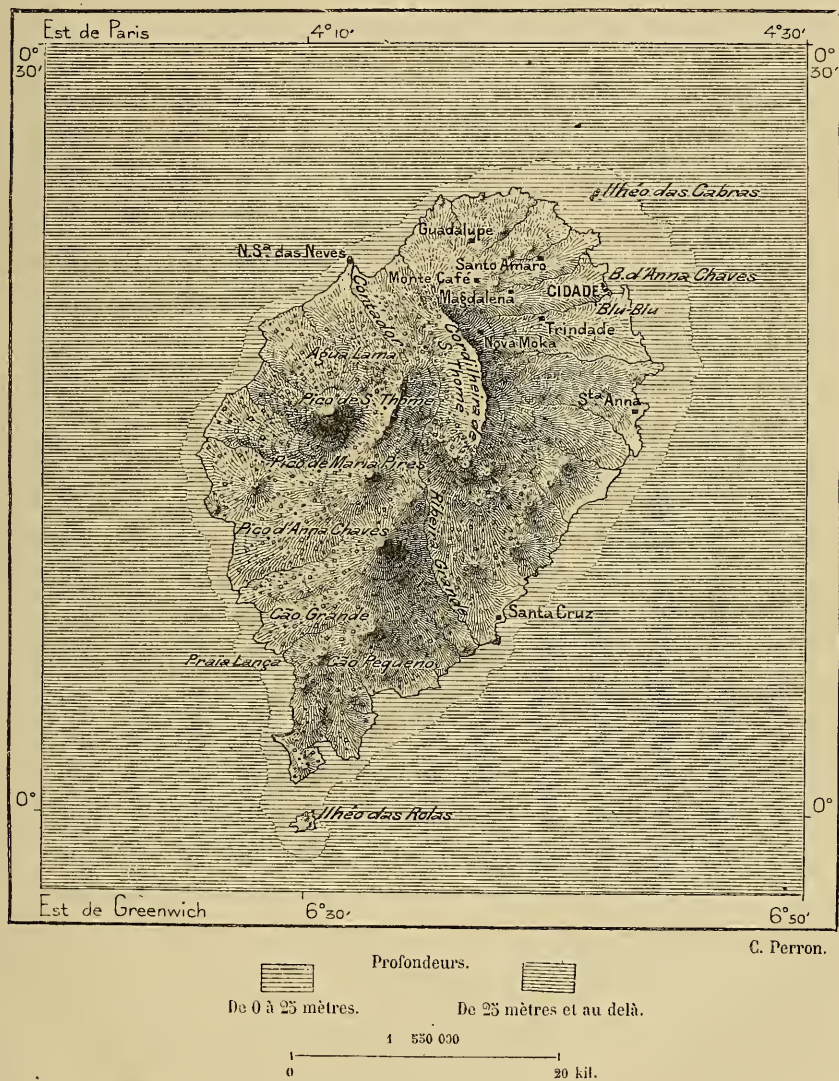 Est de Paris 4° 10' 4° 30'
0° 30' 0° 30'
Ilhéo das Cabras
Guadalupe
N.Sª das Neves
Santo Amaro
Monte Café
B. d'Anna Chaves
Magdalena
CIDADE
Blu-Blu
Contador
Trindade
Cordilheira de S. Thome
Nova Moka
Agua Lama
Pico de S. Thome
Sta Anna
Pico de Maria Pires
Ribeira Grande
Pico d'Anna Chaves
Cão Grande
Santa Cruz
Praia Lança
Cão Pequeno
0° 0°
Ilhéo das Rolas
Est de Greenwich 6° 30' 6° 50'
C. Perron.
Profondeurs.
De 0 à 25 mètres. De 25 mètres et au delà.
1 550 000
0 20 kil.